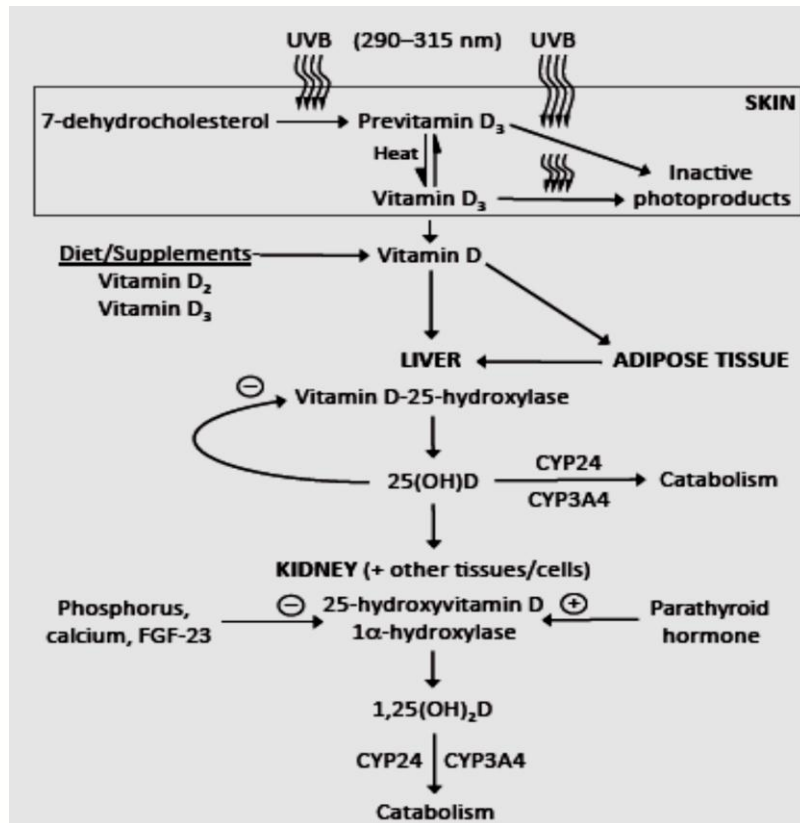 UVB (290–315 nm) UVB
SKIN
7-dehydrocholesterol Previtamin D₃
Heat
Inactive
photoproducts
Vitamin D₃
Diet/Supplements
Vitamin D₂
Vitamin D₃
Vitamin D
LIVER ADIPOSE TISSUE
⊖ Vitamin D-25-hydroxylase
25(OH)D CYP24
CYP3A4 Catabolism
KIDNEY (+ other tissues/cells)
Phosphorus,
calcium, FGF-23
⊖ 25-hydroxyvitamin D ⊕
1α-hydroxylase
Parathyroid
hormone
1,25(OH)₂D
CYP24 CYP3A4
Catabolism